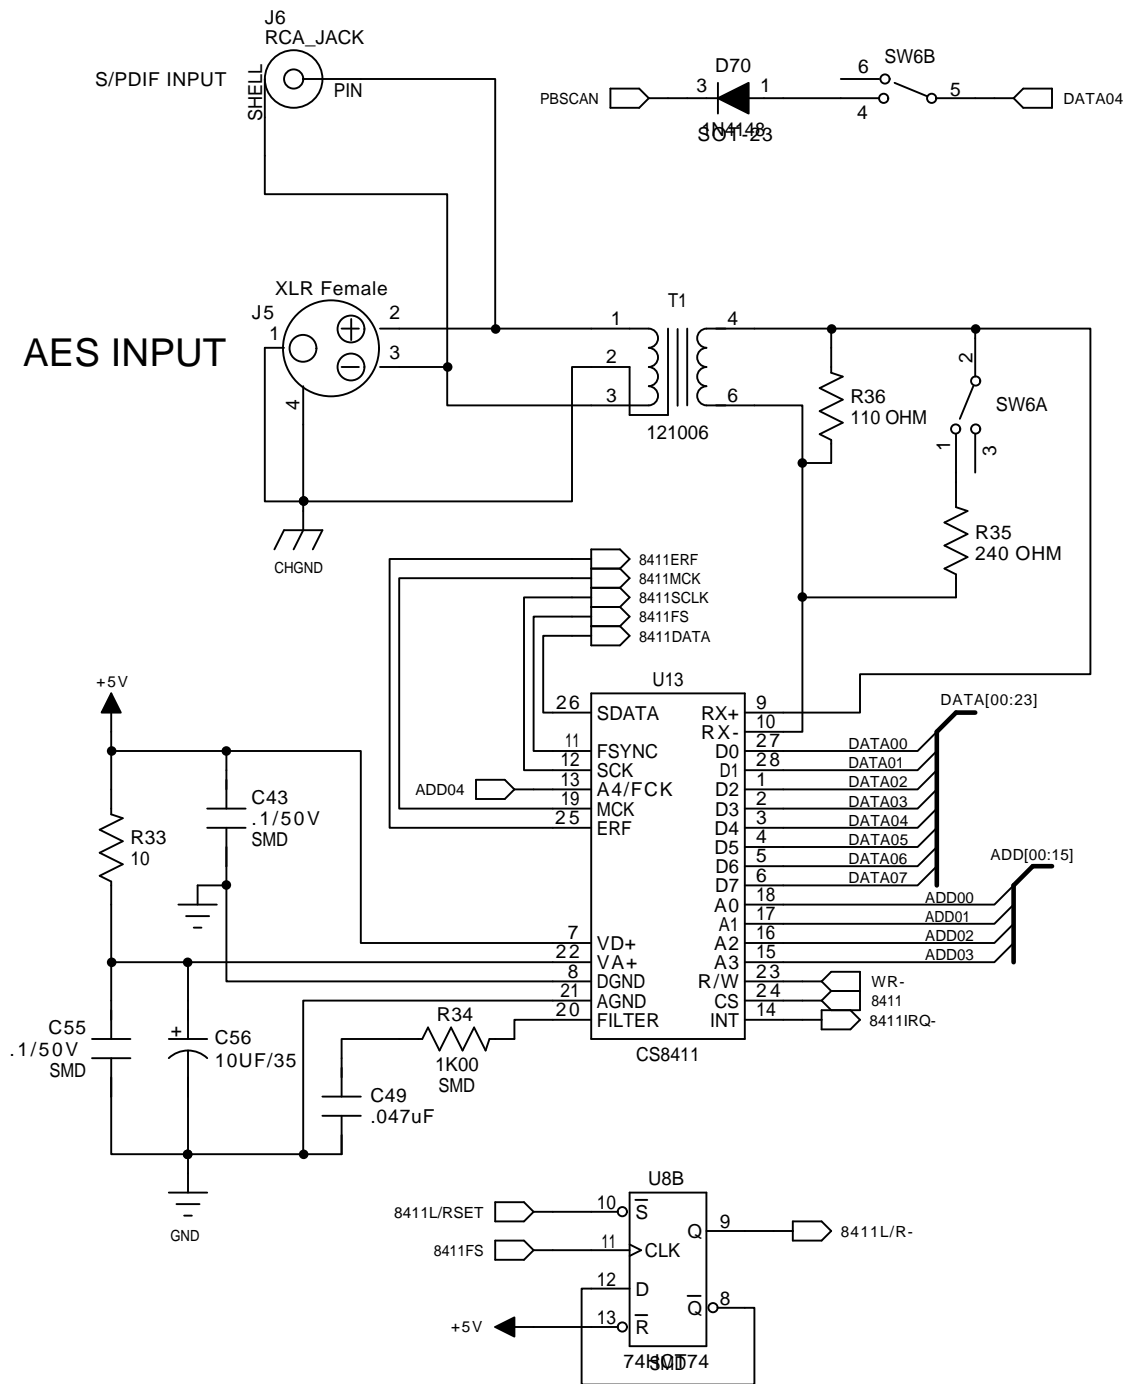 J6
RCA_JACK
S/PDIF INPUT
SHELL
PIN
D70
SW6B
PBSCAN
3
1
6
4
5
DATA04
1N4148
SOT-23
AES INPUT
XLR Female
J5
1
2
3
4
T1
1
2
3
4
6
121006
R36
110 OHM
2
SW6A
1
3
R35
240 OHM
CHGND
8411ERF
8411MCK
8411SCLK
8411FS
8411DATA
+5V
C43
.1/50V
SMD
R33
10
U13
26 SDATA
11 FSYNC
12 SCK
ADD04 13 A4/FCK
19 MCK
25 ERF
7 VD+
22 VA+
8 DGND
21 AGND
20 FILTER
RX+ 9
RX- 10
D0 27 DATA00
D1 28 DATA01
D2 1 DATA02
D3 2 DATA03
D4 3 DATA04
D5 4 DATA05
D6 5 DATA06
D7 6 DATA07
A0 18 ADD00
A1 17 ADD01
A2 16 ADD02
A3 15 ADD03
R/W 23 WR-
CS 24 8411
INT 14 8411IRQ-
DATA[00:23]
ADD[00:15]
CS8411
C55
.1/50V
SMD
+
C56
10UF/35
R34
1K00
SMD
C49
.047uF
GND
U8B
8411L/RSET 10 S
8411FS 11 CLK
12 D
+5V 13 R
Q 9 8411L/R-
Q 8
74HCT74
SMD